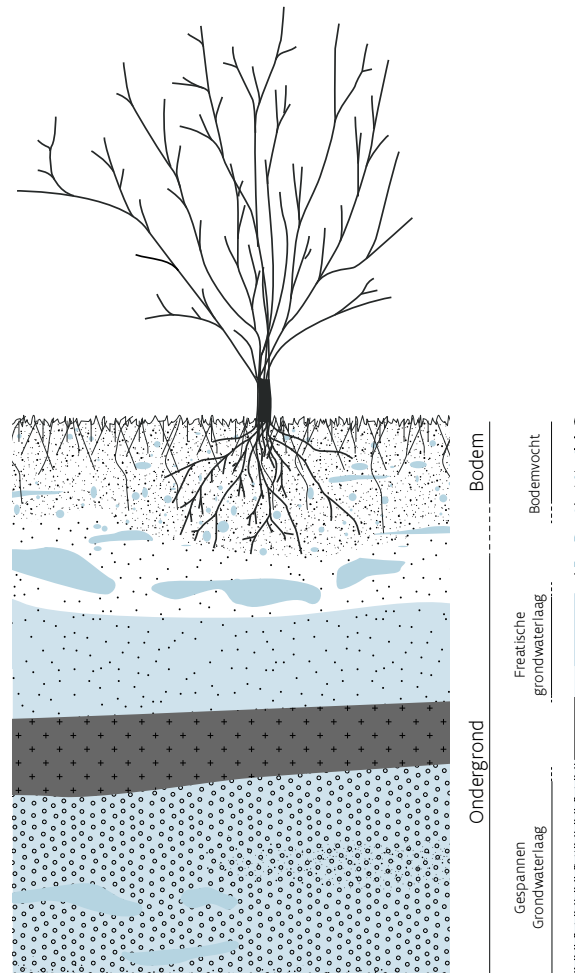 Bodem
Bodemvocht
Freatische
grondwaterlaag
Ondergrond
Gespannen
Grondwaterlaag